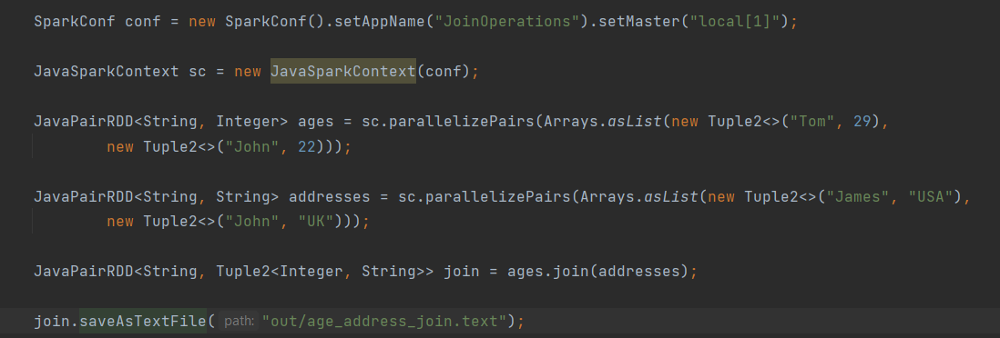 SparkConf conf = new SparkConf().setAppName("JoinOperations").setMaster("local[1]");
JavaSparkContext sc = new JavaSparkContext(conf);
JavaPairRDD<String, Integer> ages = sc.parallelizePairs(Arrays.asList(new Tuple2<>("Tom", 29),
new Tuple2<>("John", 22)));
JavaPairRDD<String, String> addresses = sc.parallelizePairs(Arrays.asList(new Tuple2<>("James", "USA"),
new Tuple2<>("John", "UK")));
JavaPairRDD<String, Tuple2<Integer, String>> join = ages.join(addresses);
join.saveAsTextFile( path: "out/age_address_join.text");